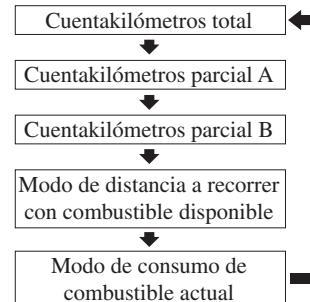 Cuentakilómetros total
Cuentakilómetros parcial A
Cuentakilómetros parcial B
Modo de distancia a recorrer
con combustible disponible
Modo de consumo de
combustible actual